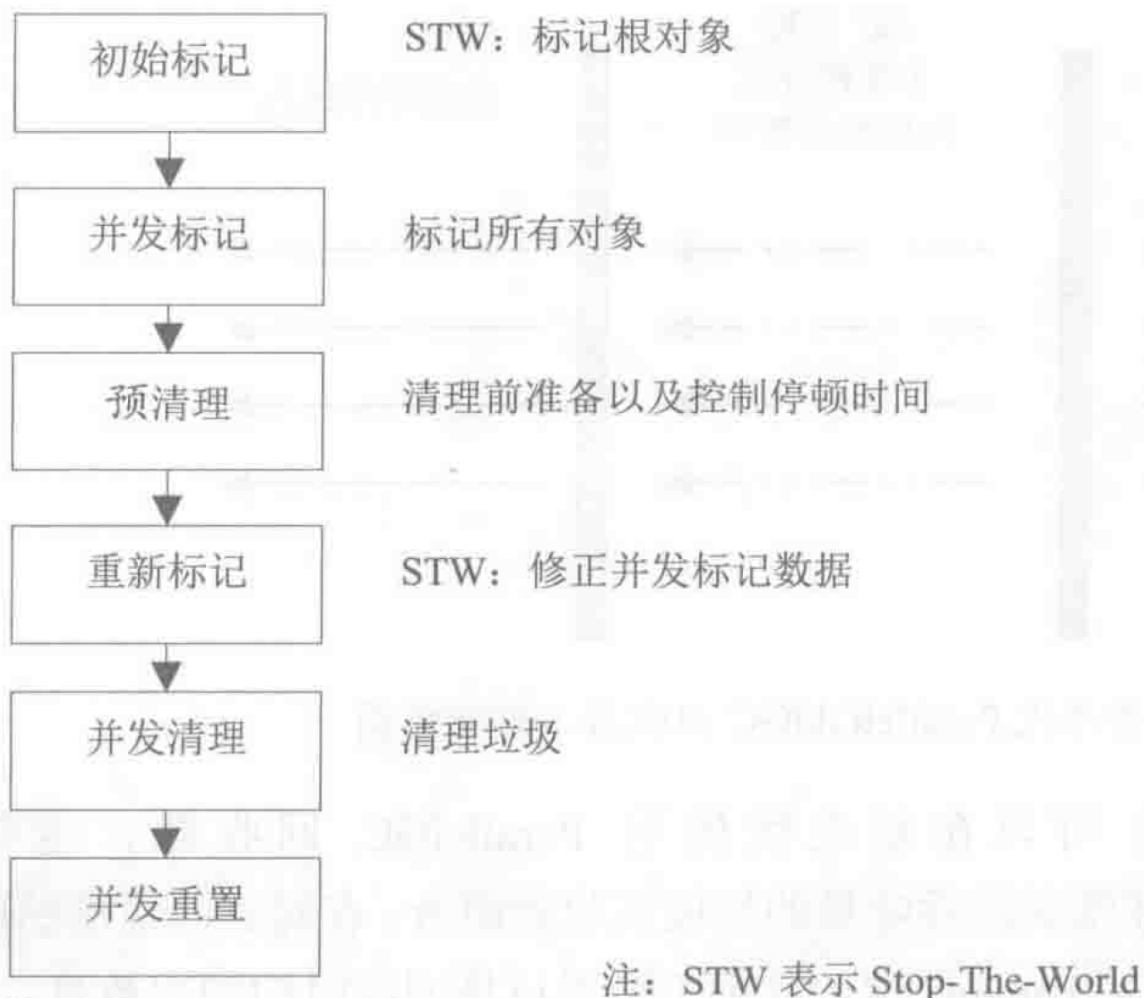 初始标记
STW：标记根对象
并发标记
标记所有对象
预清理
清理前准备以及控制停顿时间
重新标记
STW：修正并发标记数据
并发清理
清理垃圾
并发重置
注：STW 表示 Stop-The-World